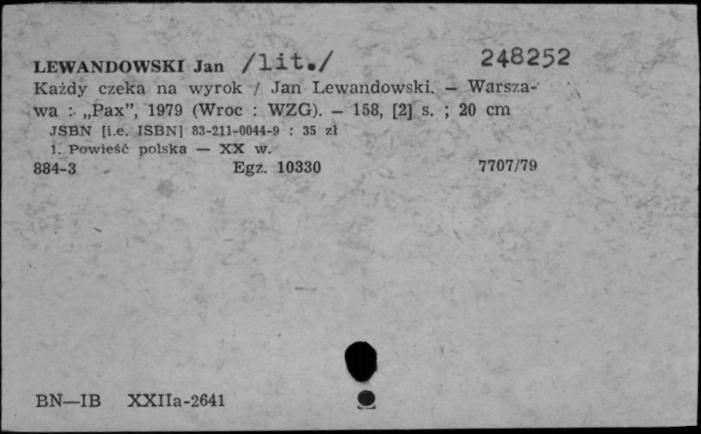 LEWANDOWSKI Jan /lit./ 248252
Każdy czeka na wyrok / Jan Lewandowski. — Warsza-
wa : „Pax”, 1979 (Wroc : WZG). — 158, [2] s. ; 20 cm
JSBN [i.e. ISBN] 83-211-0044-9 : 35 zł
1. Powieść polska — XX w.
884-3 Egz. 10330 7707/79
BN—IB XXIIa-2641